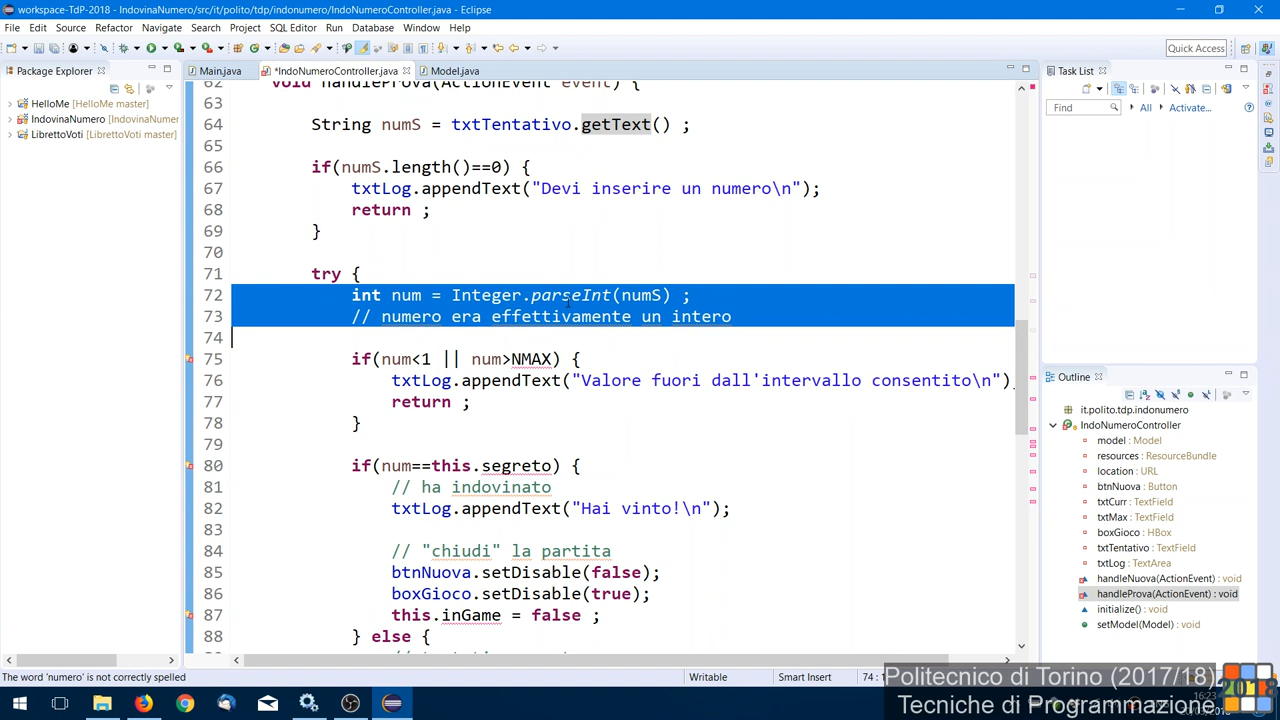 workspace-TdP-2018 - IndovinaNumero/src/it/polito/tdp/indonumero/IndoNumeroController.java - Eclipse
File Edit Source Refactor Navigate Search Project SQL Editor Run Database Window Help
Quick Access
Package Explorer
HelloMe [HelloMe master]
IndovinaNumero [IndovinaNumer
LibrettoVoti [LibrettoVoti master]
Main.java *IndoNumeroController.java Model.java
62 void handleProva(ActionEvent event) {
63
64 String numS = txtTentativo.getText() ;
65
66 if(numS.length()==0) {
67 txtLog.appendText("Devi inserire un numero\n");
68 return ;
69 }
70
71 try {
72 int num = Integer.parseInt(numS) ;
73 // numero era effettivamente un intero
74
75 if(num<1 || num>NMAX) {
76 txtLog.appendText("Valore fuori dall'intervallo consentito\n")
77 return ;
78 }
79
80 if(num==this.segreto) {
81 // ha indovinato
82 txtLog.appendText("Hai vinto!\n");
83
84 // "chiudi" la partita
85 btnNuova.setDisable(false);
86 boxGioco.setDisable(true);
87 this.inGame = false ;
88 } else {
Task List
Find All Activate...
Outline
it.polito.tdp.indonumero
IndoNumeroController
model : Model
resources : ResourceBundle
location : URL
btnNuova : Button
txtCurr : TextField
txtMax : TextField
boxGioco : HBox
txtTentativo : TextField
txtLog : TextArea
handleNuova(ActionEvent) : void
handleProva(ActionEvent) : void
initialize() : void
setModel(Model) : void
The word 'numero' is not correctly spelled
Writable Smart Insert 74 : 1
Politecnico di Torino (2017/18)
Tecniche di Programmazione
16:23
2018